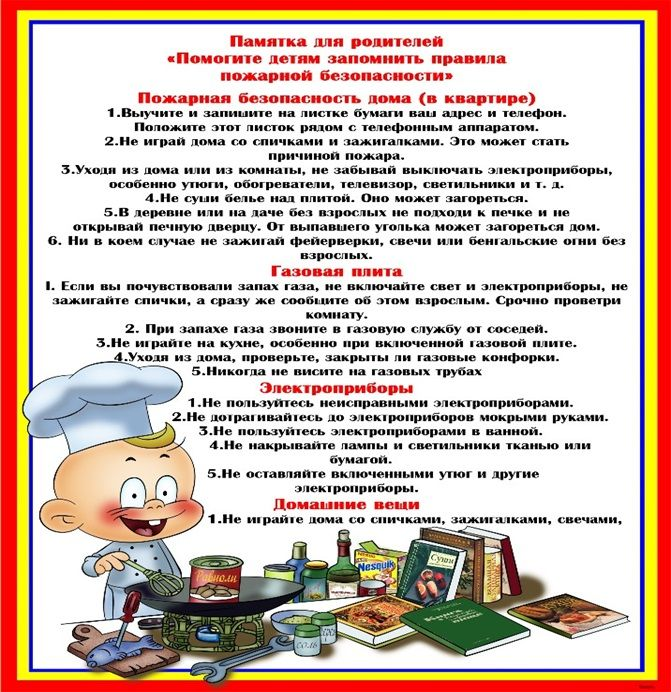 Памятка для родителей
«Помогите детям запомнить правила
пожарной безопасности»
Пожарная безопасность дома (в квартире)
1.Выучите и запишите на листке бумаги ваш адрес и телефон.
Положите этот листок рядом с телефонным аппаратом.
2.Не играй дома со спичками и зажигалками. Это может стать
причиной пожара.
3.Уходя из дома или из комнаты, не забывай выключать электроприборы,
особенно утюги, обогреватели, телевизор, светильники и т. д.
4.Не суши белье над плитой. Оно может загореться.
5.В деревне или на даче без взрослых не подходи к печке и не
открывай печную дверцу. От выпавшего уголька может загореться дом.
6. Ни в коем случае не зажигай фейерверки, свечи или бенгальские огни без
взрослых.
Газовая плита
I. Если вы почувствовали запах газа, не включайте свет и электроприборы, не
зажигайте спички, а сразу же сообщите об этом взрослым. Срочно проветри
комнату.
2. При запахе газа звоните в газовую службу от соседей.
3.Не играйте на кухне, особенно при включенной газовой плите.
4.Уходя из дома, проверьте, закрыты ли газовые конфорки.
5.Никогда не висите на газовых трубах
Электроприборы
1.Не пользуйтесь неисправными электроприборами.
2.Не дотрагивайтесь до электроприборов мокрыми руками.
3.Не пользуйтесь электроприборами в ванной.
4.Не накрывайте лампы и светильники тканью или
бумагой.
5.Не оставляйте включенными утюг и другие
электроприборы.
Домашние вещи
1.Не играйте дома со спичками, зажигалками, свечами,
Nesquik
Суши
Равиоли
СОЛЬ